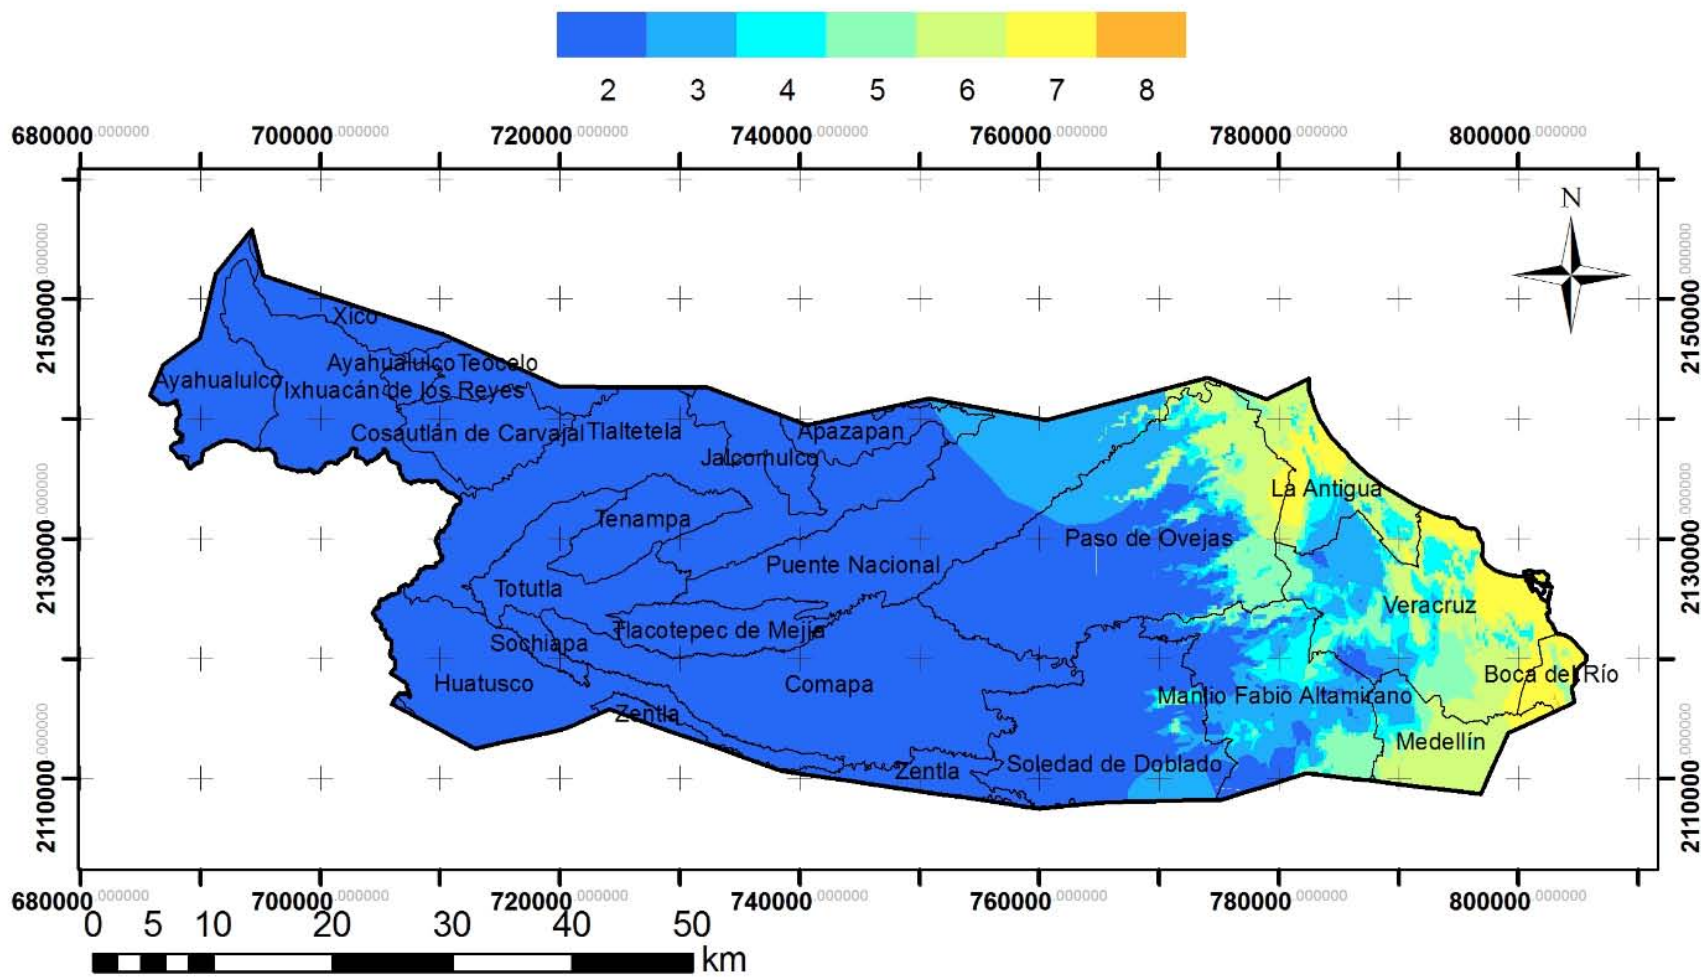 2 3 4 5 6 7 8
680000.000000 700000.000000 720000.000000 740000.000000 760000.000000 780000.000000 800000.000000
N
2150000.000000
2150000.000000
Xico
Ayahualulco Teocelo
Ayahualulco
Ixhuacán de los Reyes
Cosautlán de Carvajal
Tlaltetela
Apazapan
Jalcomulco
La Antigua
Tenampa
Paso de Ovejas
2130000.000000
2130000.000000
Puente Nacional
Totutla
Veracruz
Tlacotepec de Mejía
Sochiapa
Boca del Río
Huatusco
Comapa
Manlio Fabio Altamirano
Zentla
Medellín
Zentla
Soledad de Doblado
2110000.000000
2110000.000000
680000.000000 700000.000000 720000.000000 740000.000000 760000.000000 780000.000000 800000.000000
0 5 10 20 30 40 50
km